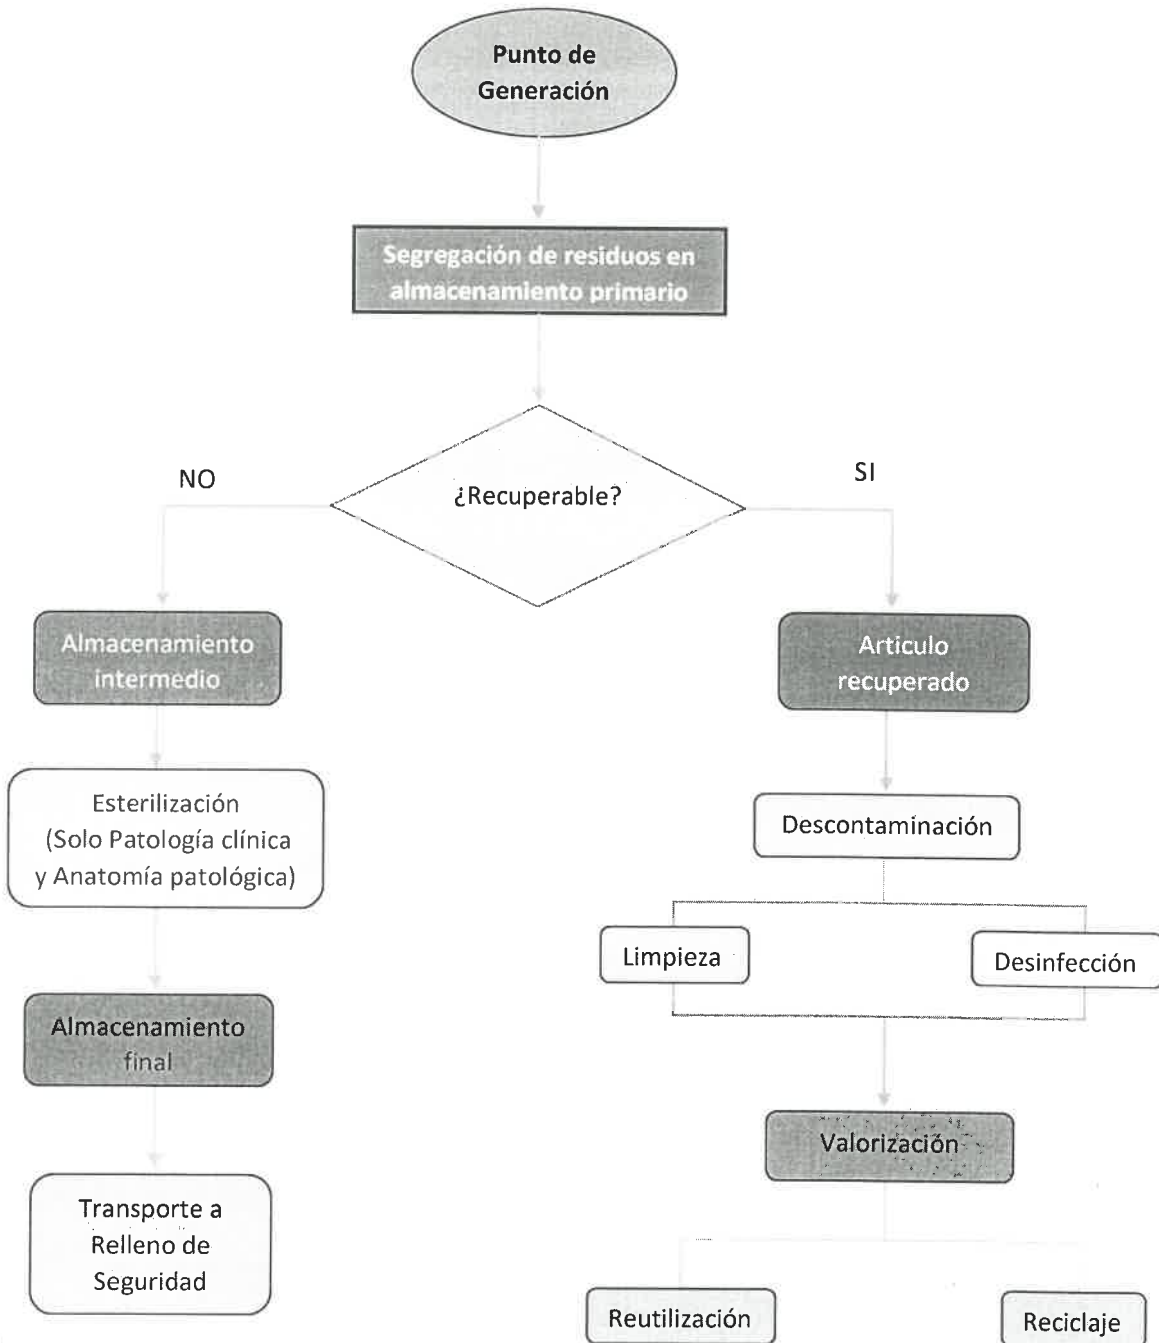 Punto de
Generación
Segregación de residuos en
almacenamiento primario
¿Recuperable?
NO
SI
Almacenamiento
intermedio
Articulo
recuperado
Esterilización
(Solo Patología clínica
y Anatomía patológica)
Descontaminación
Limpieza
Desinfección
Almacenamiento
final
Valorización
Transporte a
Relleno de
Seguridad
Reutilización
Reciclaje